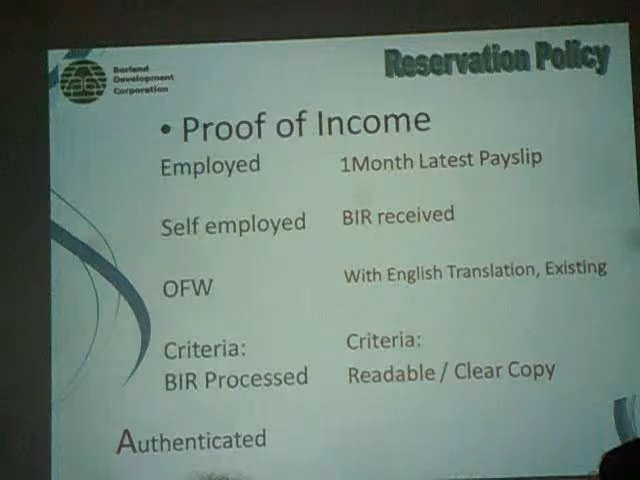 Borland
Development
Corporation
Reservation Policy
• Proof of Income
Employed 1Month Latest Payslip
Self employed BIR received
OFW With English Translation, Existing
Criteria: Criteria:
BIR Processed Readable / Clear Copy
Authenticated